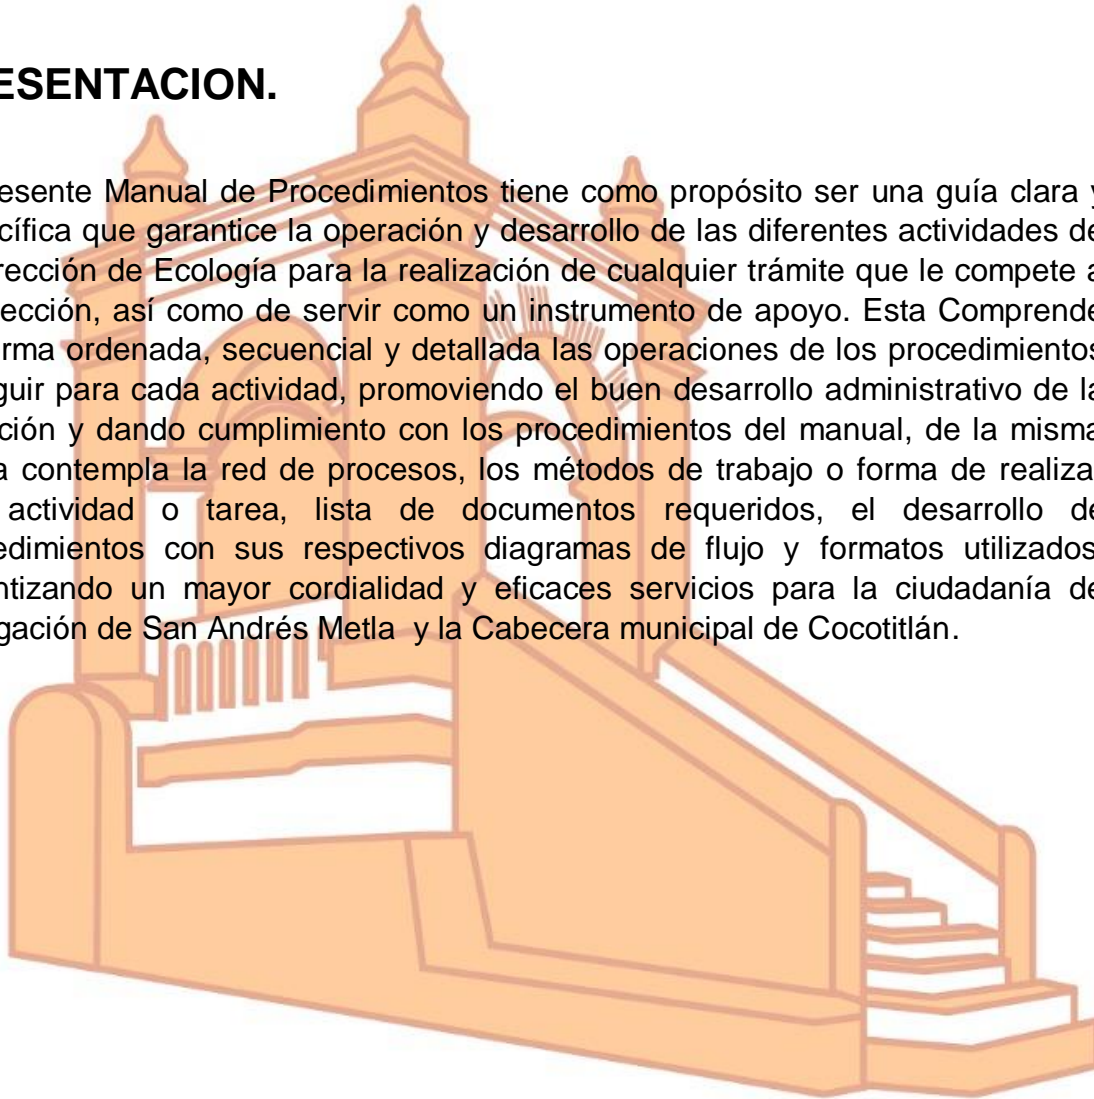 ESENTACION.
esente Manual de Procedimientos tiene como propósito ser una guía clara y
cífica que garantice la operación y desarrollo de las diferentes actividades de
rección de Ecología para la realización de cualquier trámite que le compete a
ección, así como de servir como un instrumento de apoyo. Esta Comprende
rma ordenada, secuencial y detallada las operaciones de los procedimientos
guir para cada actividad, promoviendo el buen desarrollo administrativo de la
ción y dando cumplimiento con los procedimientos del manual, de la misma
a contempla la red de procesos, los métodos de trabajo o forma de realiza
actividad o tarea, lista de documentos requeridos, el desarrollo de
edimientos con sus respectivos diagramas de flujo y formatos utilizados
ntizando un mayor cordialidad y eficaces servicios para la ciudadanía de
gación de San Andrés Metla y la Cabecera municipal de Cocotitlán.